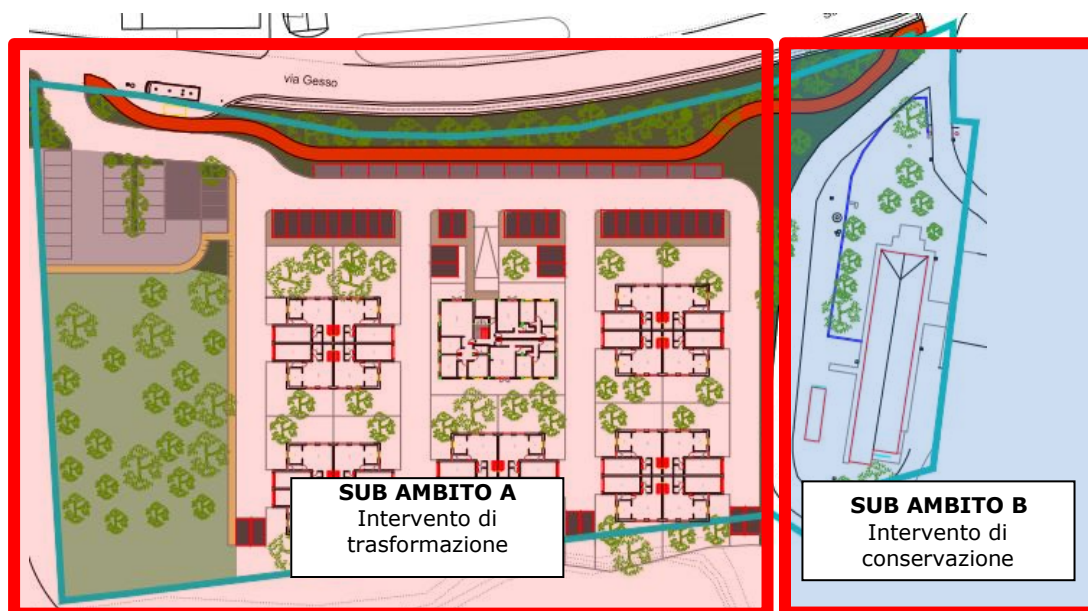 via Gesso
SUB AMBITO A
Intervento di
trasformazione
SUB AMBITO B
Intervento di
conservazione